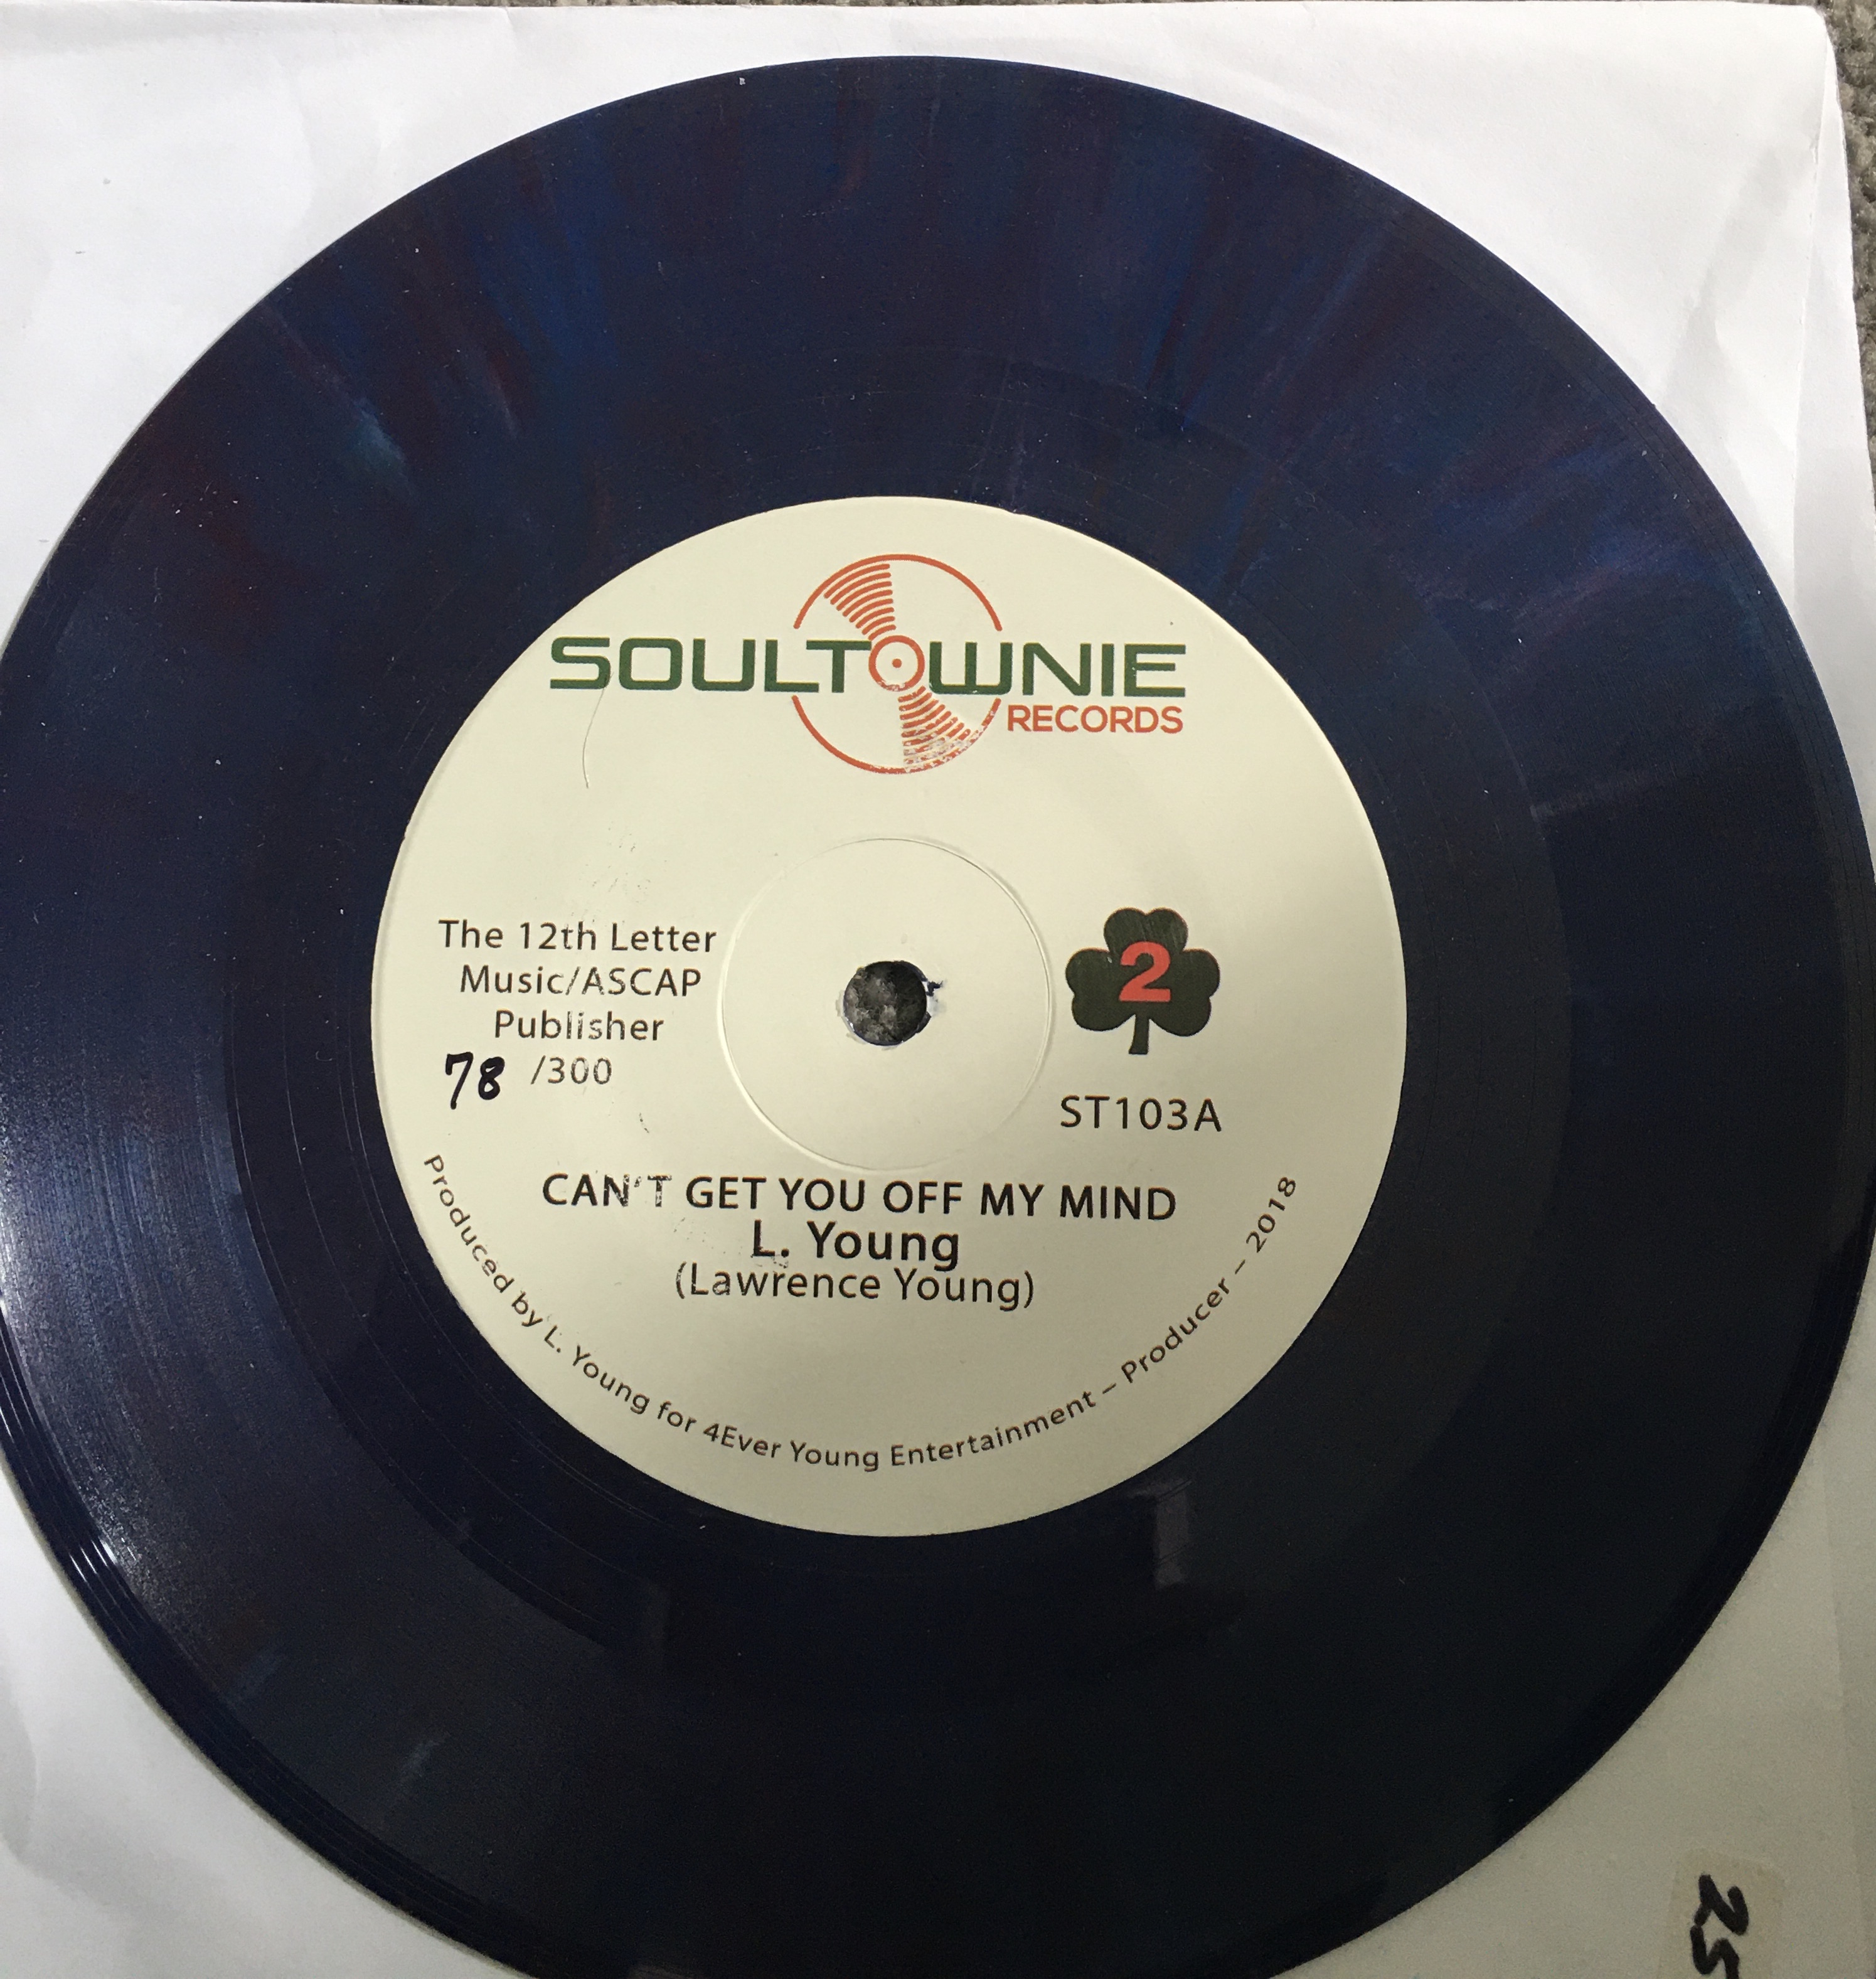 SOULTOWNIE
RECORDS
The 12th Letter
Music/ASCAP
Publisher
78 /300
2
ST103A
CAN'T GET YOU OFF MY MIND
L. Young
(Lawrence Young)
Produced by L. Young for 4Ever Young Entertainment – Producer – 2018
25